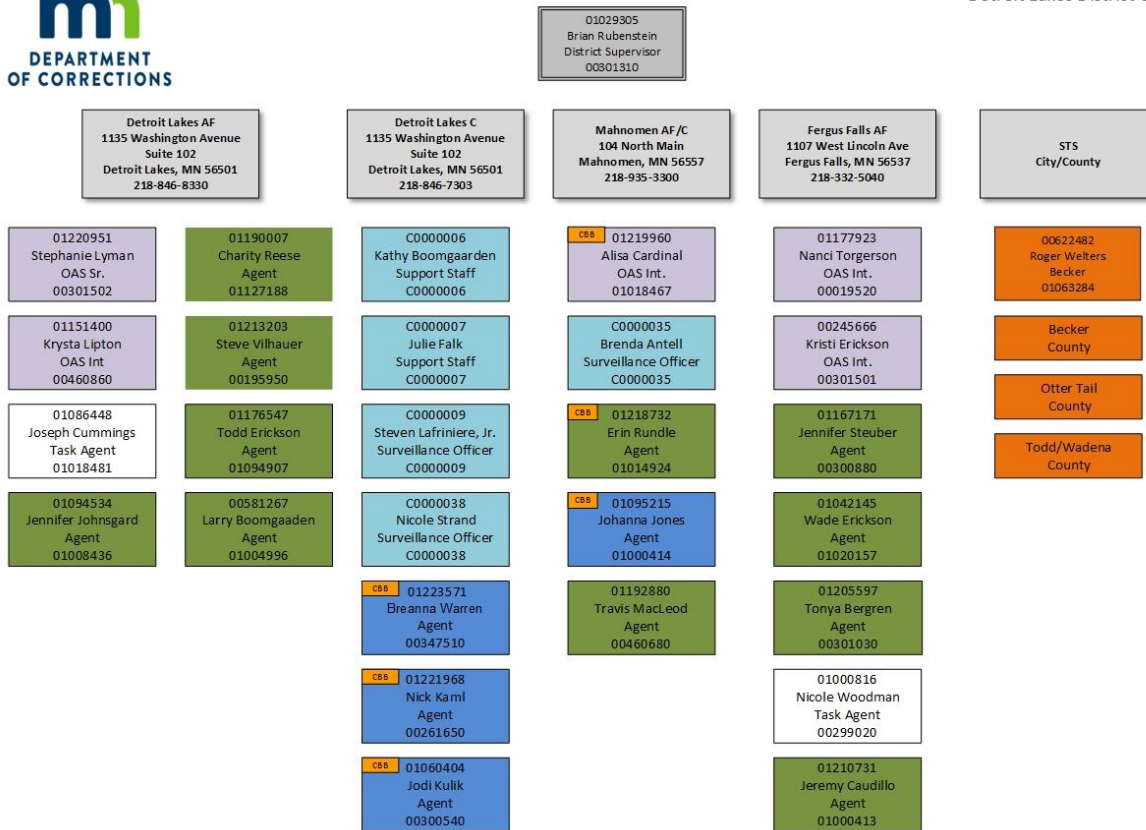 mn
DEPARTMENT
OF CORRECTIONS
01029305
Brian Rubenstein
District Supervisor
00301310
Detroit Lakes AF
1135 Washington Avenue
Suite 102
Detroit Lakes, MN 56501
218-846-8330
Detroit Lakes C
1135 Washington Avenue
Suite 102
Detroit Lakes, MN 56501
218-846-7303
Mahnomen AF/C
104 North Main
Mahnomen, MN 56557
218-935-3300
Fergus Falls AF
1107 West Lincoln Ave
Fergus Falls, MN 56537
218-332-5040
STS
City/County
01220951
Stephanie Lyman
OAS Sr.
00301502
01151400
Krysta Lipton
OAS Int
00460860
01086448
Joseph Cummings
Task Agent
01018481
01094534
Jennifer Johnsgard
Agent
01008436
01190007
Charity Reese
Agent
01127188
01213203
Steve Vilhauer
Agent
00195950
01176547
Todd Erickson
Agent
01094907
00581267
Larry Boomgaaden
Agent
01004996
C0000006
Kathy Boomgaarden
Support Staff
C0000006
C0000007
Julie Falk
Support Staff
C0000007
C0000009
Steven Lafriniere, Jr.
Surveillance Officer
C0000009
C0000038
Nicole Strand
Surveillance Officer
C0000038
CBB 01223571
Breanna Warren
Agent
00347510
CBB 01221968
Nick Kaml
Agent
00261650
CBB 01060404
Jodi Kulik
Agent
00300540
CBB 01219960
Alisa Cardinal
OAS Int.
01018467
C0000035
Brenda Antell
Surveillance Officer
C0000035
CBB 01218732
Erin Rundle
Agent
01014924
CBB 01095215
Johanna Jones
Agent
01000414
01192880
Travis MacLeod
Agent
00460680
01177923
Nanci Torgerson
OAS Int.
00019520
00245666
Kristi Erickson
OAS Int.
00301501
01167171
Jennifer Steuber
Agent
00300880
01042145
Wade Erickson
Agent
01020157
01205597
Tonya Bergren
Agent
00301030
01000816
Nicole Woodman
Task Agent
00299020
01210731
Jeremy Caudillo
Agent
01000413
00622482
Roger Welters
Becker
01063284
Becker
County
Otter Tail
County
Todd/Wadena
County